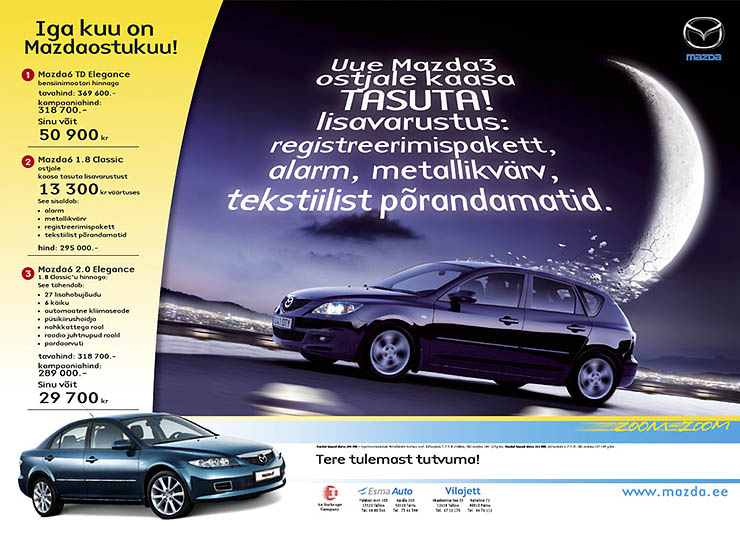 Iga kuu on
Mazdaostukuu!
1 Mazda6 TD Elegance
bensiinimootori hinnaga
tavahind: 369 600.-
kampaaniahind:
318 700.-
Sinu võit
50 900 kr
2 Mazda6 1.8 Classic
ostjale
kaasa tasuta lisavarustust
13 300 kr väärtuses
See sisaldab:
• alarm
• metallikvärv
• registreerimispakett
• tekstiilist põrandamatid
hind: 295 000.-
3 Mazda6 2.0 Elegance
1.8 Classic'u hinnaga:
See tähendab:
• 27 lisahobujõudu
• 6 käiku
• automaatne kliimaseade
• püsikiirushoidja
• nahkkattega rool
• raadio juhtnupud roolil
• pardaarvuti
tavahind: 318 700.-
kampaaniahind:
289 000.-
Sinu võit
29 700 kr
Uue Mazda3
ostjale kaasa
TASUTA!
lisavarustus:
registreerimispakett,
alarm, metallikvärv,
tekstiilist põrandamatid.
mazda
ZOOM-ZOOM
Tere tulemast tutvuma!
Esma Auto
Vilojett
www.mazda.ee